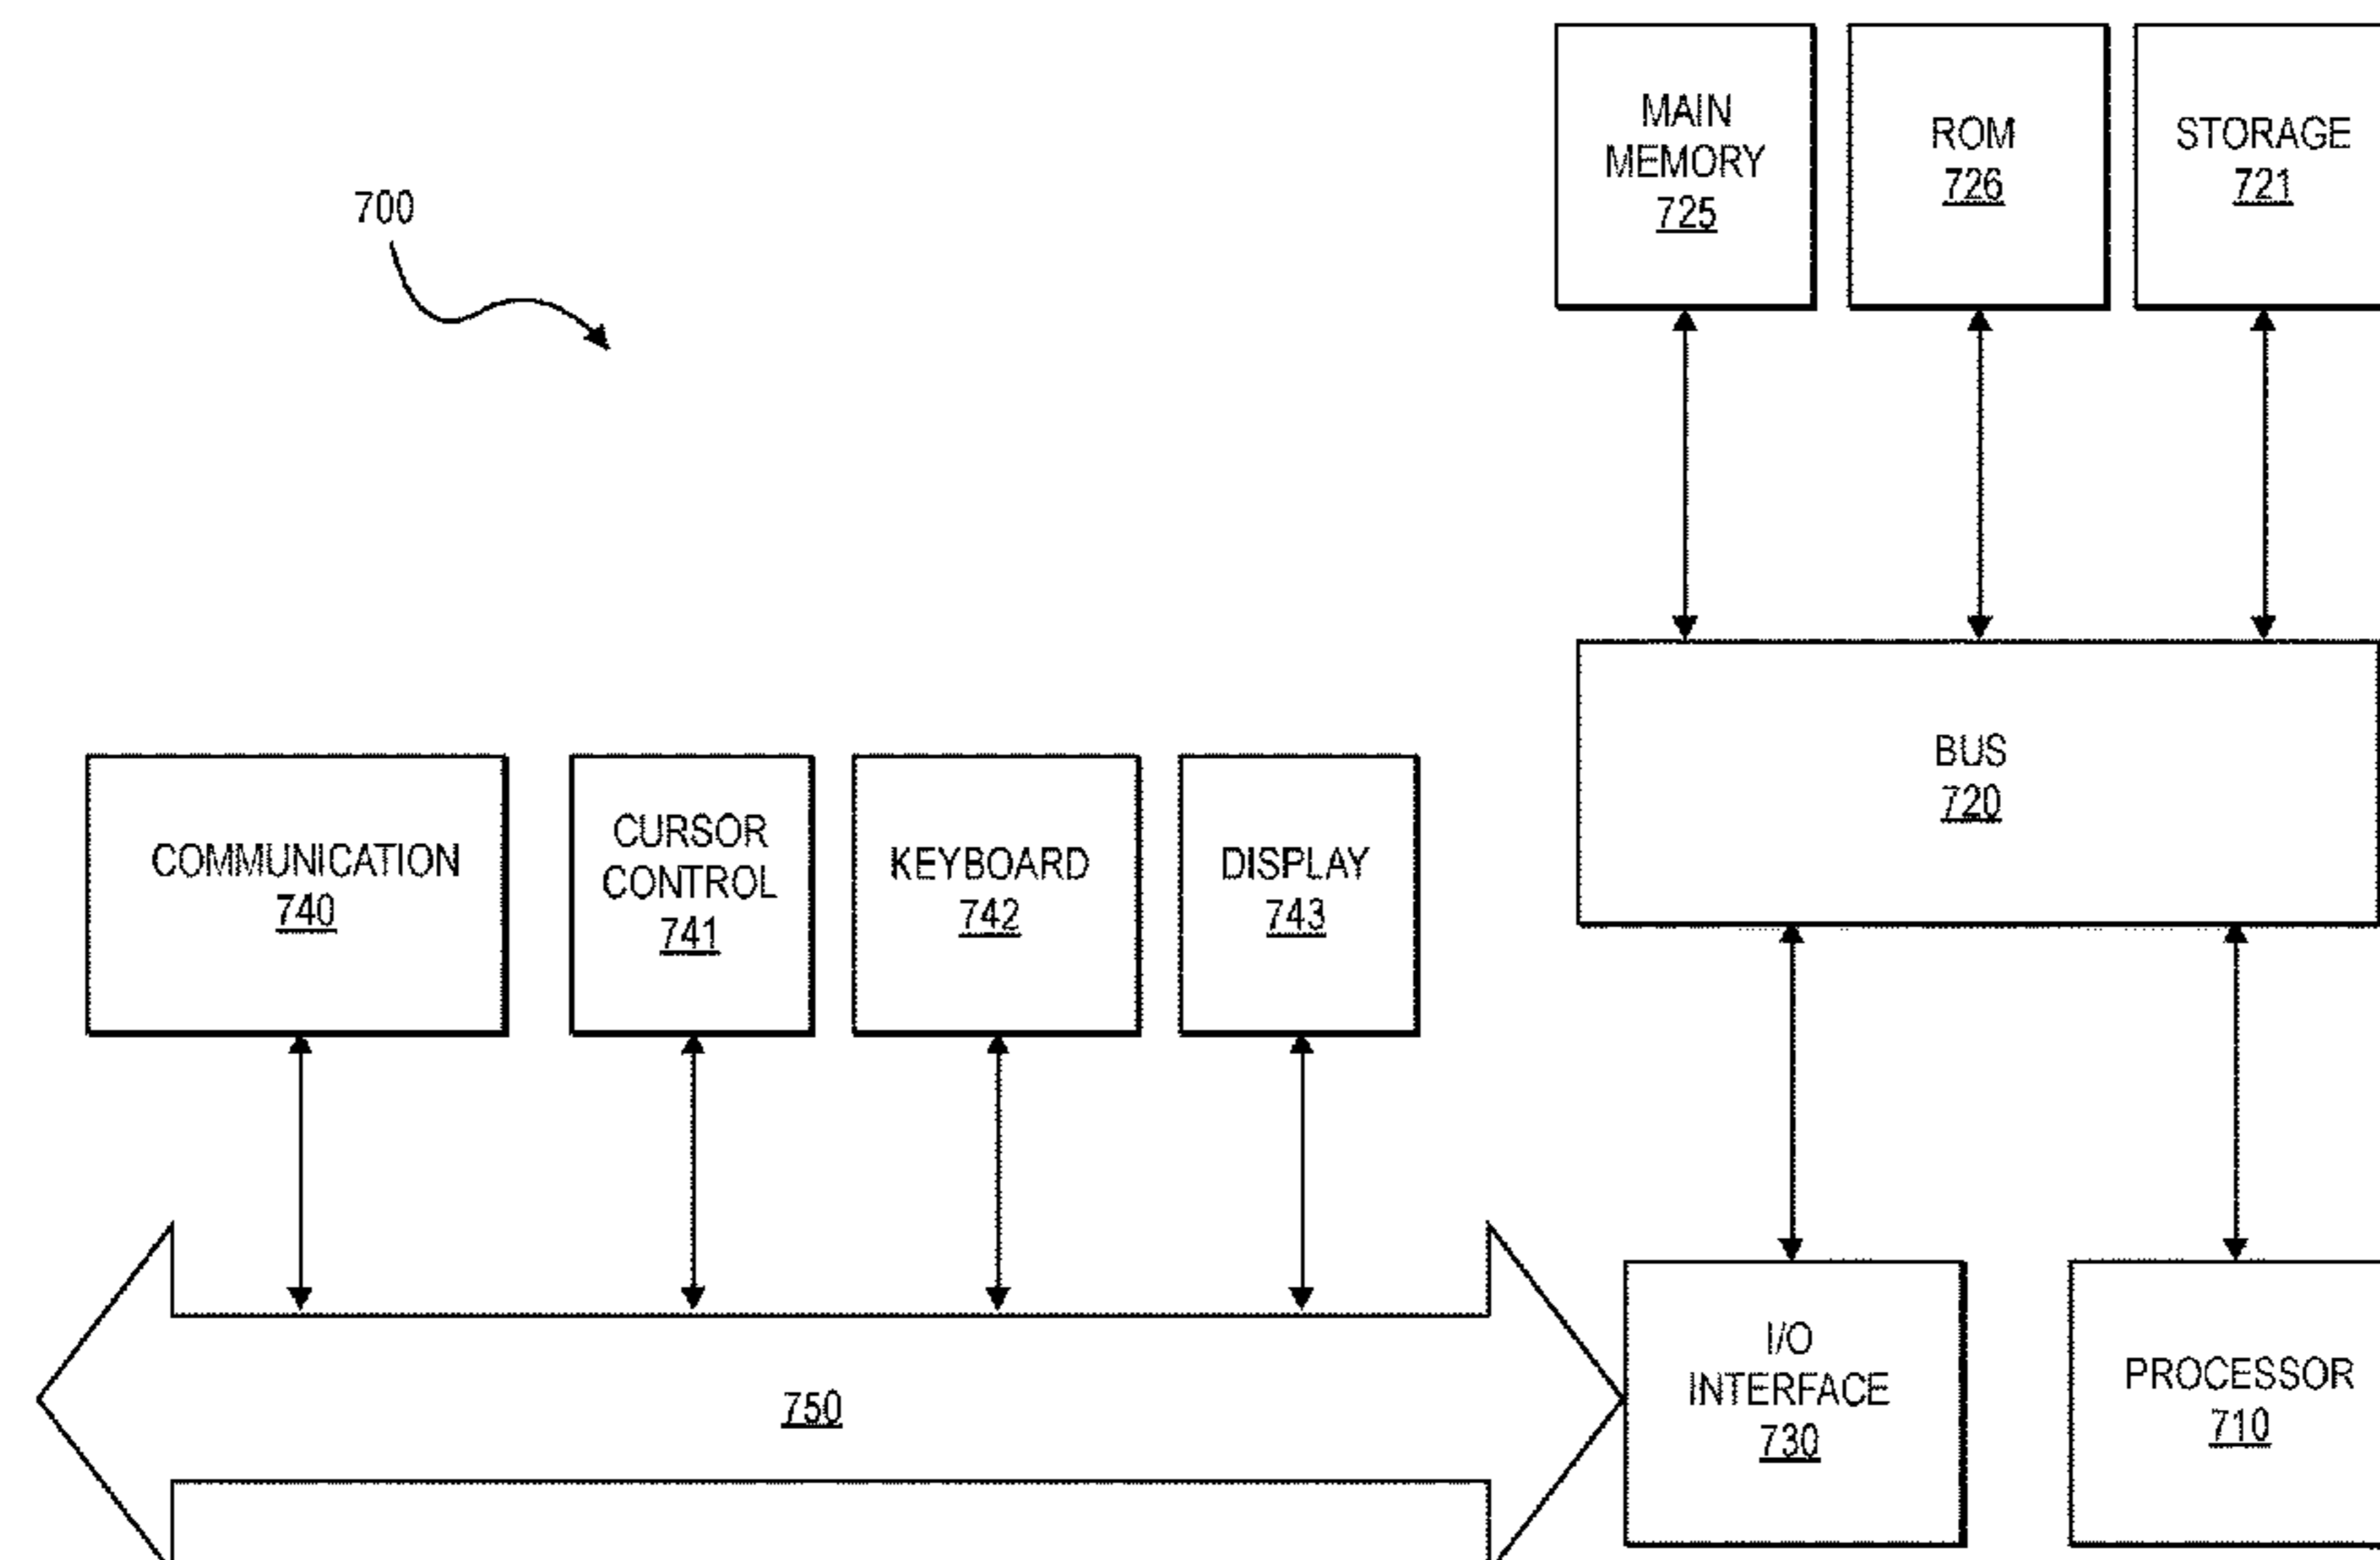 MAIN
MEMORY
725
ROM
726
STORAGE
721
700
BUS
720
COMMUNICATION
740
CURSOR
CONTROL
741
KEYBOARD
742
DISPLAY
743
750
I/O
INTERFACE
730
PROCESSOR
710